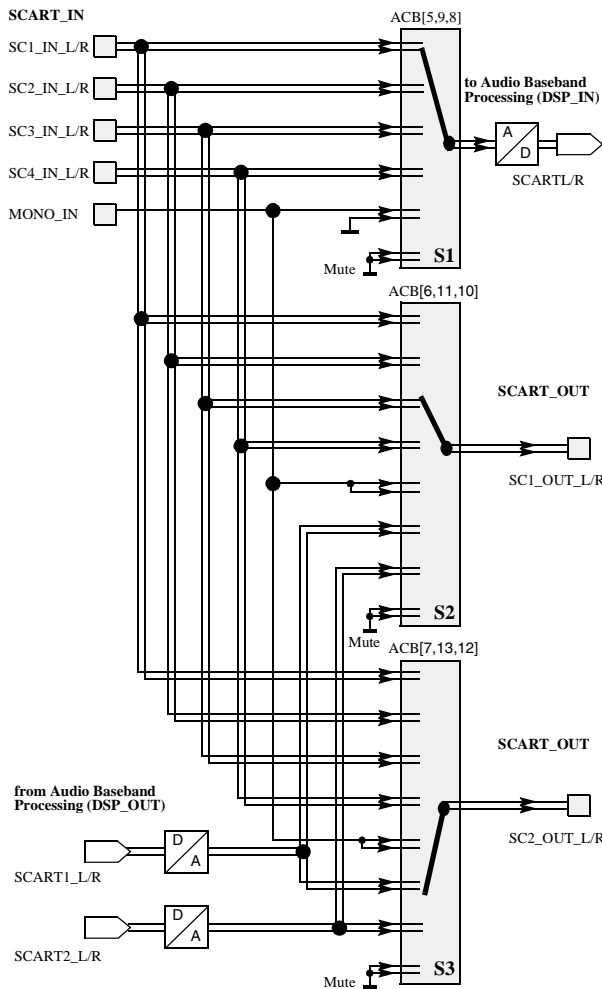 SCART_IN
ACB[5,9,8]
SC1_IN_L/R
SC2_IN_L/R
to Audio Baseband
Processing (DSP_IN)
SC3_IN_L/R
A
D
SC4_IN_L/R
SCARTL/R
MONO_IN
Mute
S1
ACB[6,11,10]
SCART_OUT
SC1_OUT_L/R
Mute
S2
ACB[7,13,12]
SCART_OUT
from Audio Baseband
Processing (DSP_OUT)
SC2_OUT_L/R
D
A
SCART1_L/R
D
A
SCART2_L/R
Mute
S3